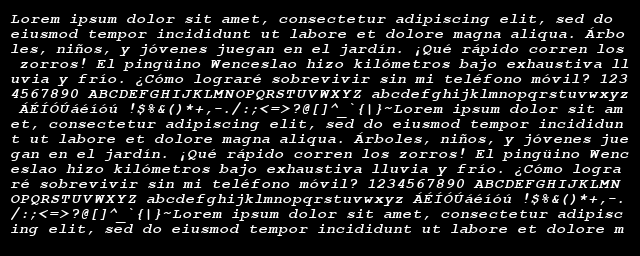 Lorem ipsum dolor sit amet, consectetur adipiscing elit, sed do
eiusmod tempor incididunt ut labore et dolore magna aliqua. Árbo
les, niños, y jóvenes juegan en el jardín. ¡Qué rápido corren los
 zorros! El pingüino Wenceslao hizo kilómetros bajo exhaustiva ll
uvia y frío. ¿Cómo lograré sobrevivir sin mi teléfono móvil? 123
4567890 ABCDEFGHIJKLMNOPQRSTUVWXYZ abcdefghijklmnopqrstuvwxyz
 ÁÉÍÓÚáéíóú !$%&()*+,-./:;<=>?@[]^_`{|}~Lorem ipsum dolor sit am
et, consectetur adipiscing elit, sed do eiusmod tempor incididun
t ut labore et dolore magna aliqua. Árboles, niños, y jóvenes jue
gan en el jardín. ¡Qué rápido corren los zorros! El pingüino Wenc
eslao hizo kilómetros bajo exhaustiva lluvia y frío. ¿Cómo logra
ré sobrevivir sin mi teléfono móvil? 1234567890 ABCDEFGHIJKLMN
OPQRSTUVWXYZ abcdefghijklmnopqrstuvwxyz ÁÉÍÓÚáéíóú !$%&()*+,-.
/:;<=>?@[]^_`{|}~Lorem ipsum dolor sit amet, consectetur adipisc
ing elit, sed do eiusmod tempor incididunt ut labore et dolore m